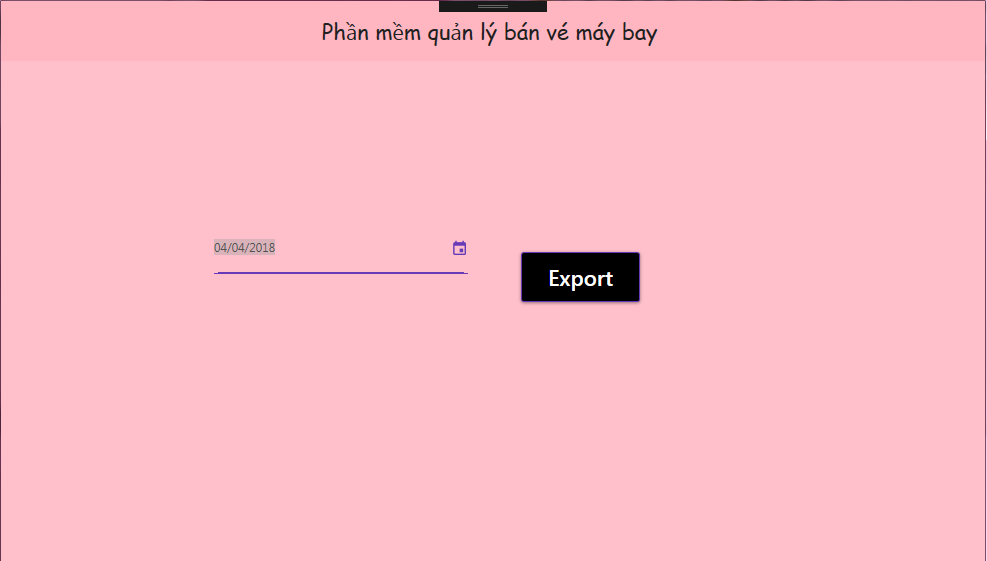 Phần mềm quản lý bán vé máy bay
04/04/2018
Export